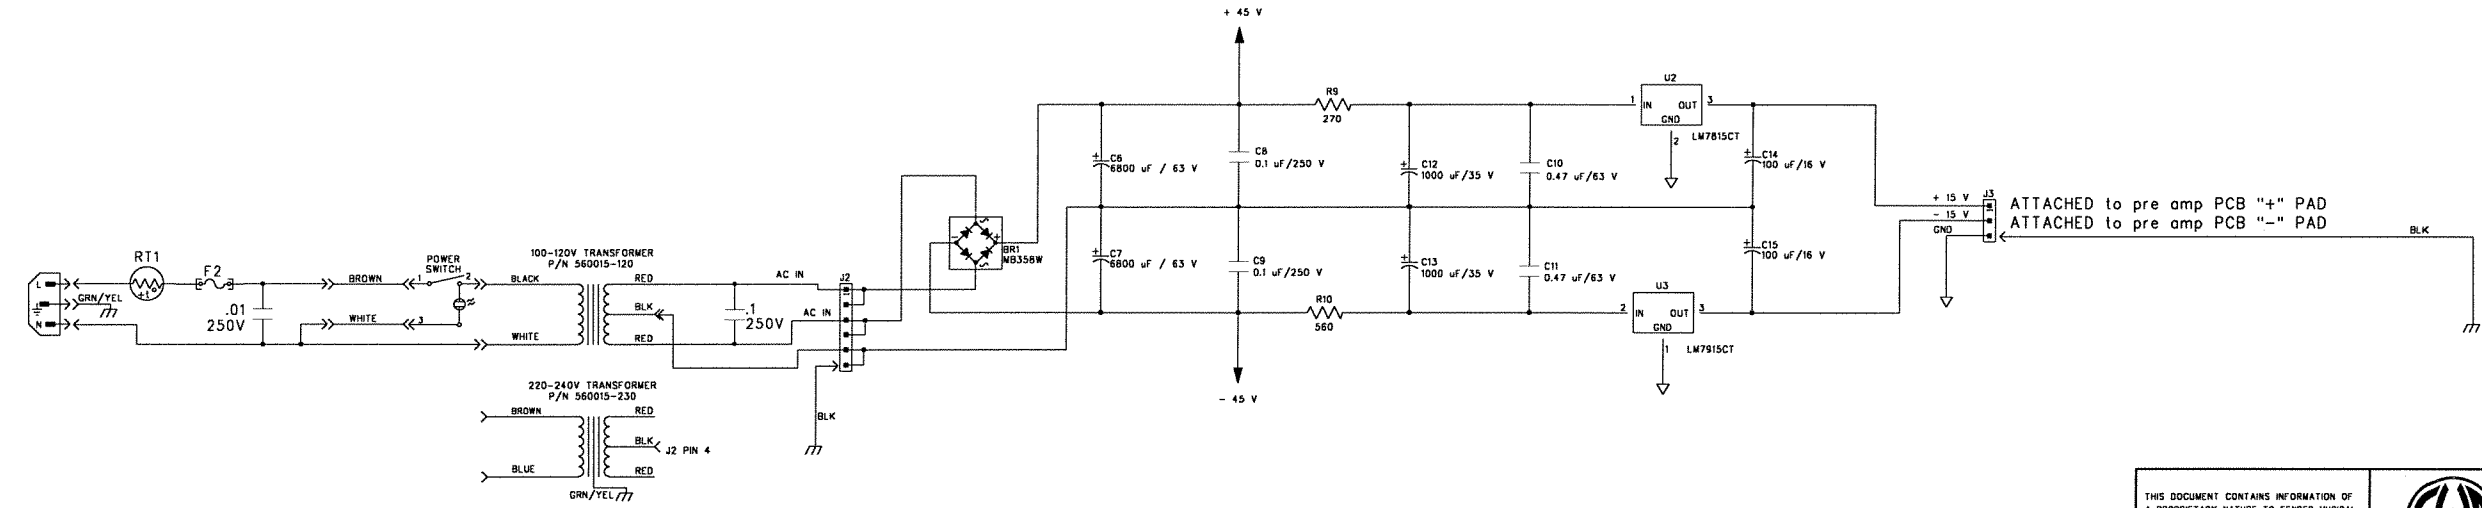 + 45 V
R9
270
U2
1 IN OUT 3
GND
2
LM7815CT
C6
6800 uF / 63 V
C8
0.1 uF/250 V
C12
1000 uF/35 V
C10
0.47 uF/63 V
C14
100 uF/16 V
+ 15 V
- 15 V
GND
J3
ATTACHED to pre amp PCB "+" PAD
ATTACHED to pre amp PCB "-" PAD
BLK
RT1
+t°
F2
L
N
GRN/YEL
.01
250V
BROWN
WHITE
POWER
SWITCH
1
2
3
BLACK
WHITE
100-120V TRANSFORMER
P/N 560015-120
RED
BLK
RED
.1
250V
AC IN
AC IN
J2
BR1
MB358W
C7
6800 uF / 63 V
C9
0.1 uF/250 V
C13
1000 uF/35 V
C11
0.47 uF/63 V
C15
100 uF/16 V
R10
560
U3
2 IN OUT 3
GND
1
LM7915CT
- 45 V
220-240V TRANSFORMER
P/N 560015-230
BROWN
BLUE
RED
BLK
J2 PIN 4
RED
GRN/YEL
BLK
THIS DOCUMENT CONTAINS INFORMATION OF